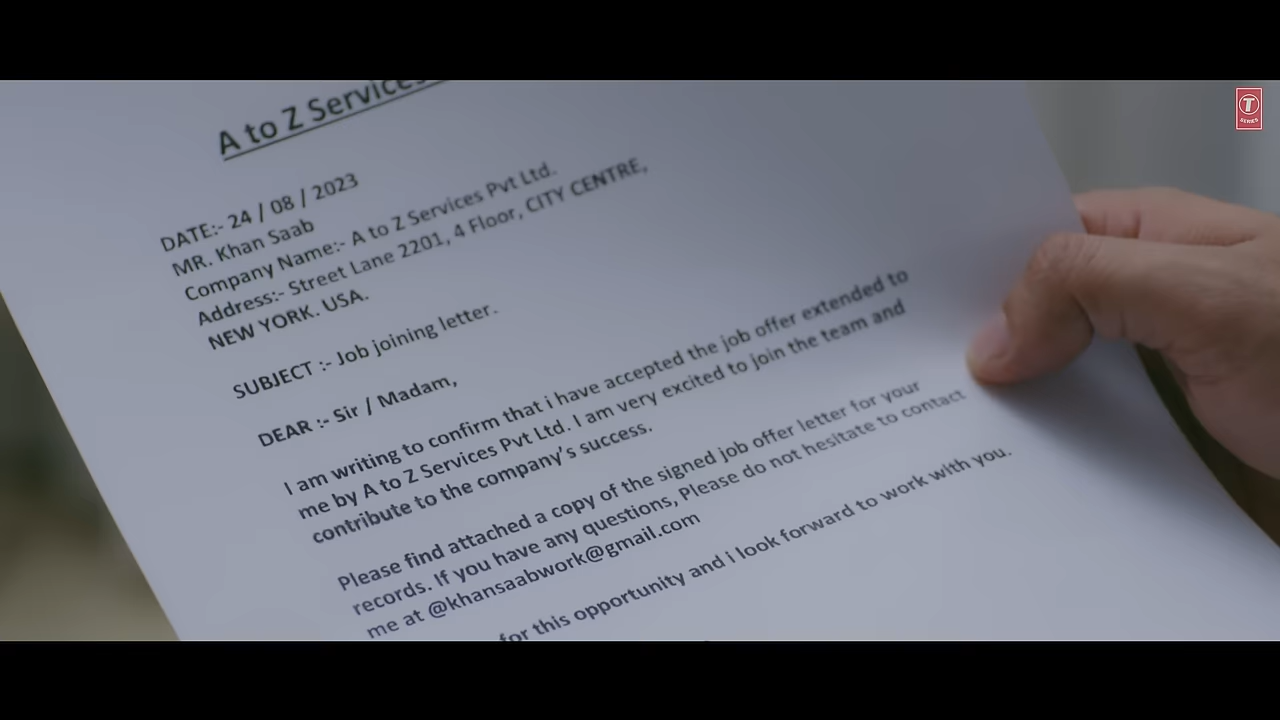 A to Z Services
T
SERIES
DATE:- 24 / 08 / 2023
MR. Khan Saab
Company Name:- A to Z Services Pvt Ltd.
Address:- Street Lane 2201, 4 Floor, CITY CENTRE,
NEW YORK. USA.
SUBJECT :- Job joining letter.
DEAR :- Sir / Madam,
I am writing to confirm that i have accepted the job offer extended to
me by A to Z Services Pvt Ltd. I am very excited to join the team and
contribute to the company's success.
Please find attached a copy of the signed job offer letter for your
records. If you have any questions, Please do not hesitate to contact
me at @khansaabwork@gmail.com
for this opportunity and i look forward to work with you.